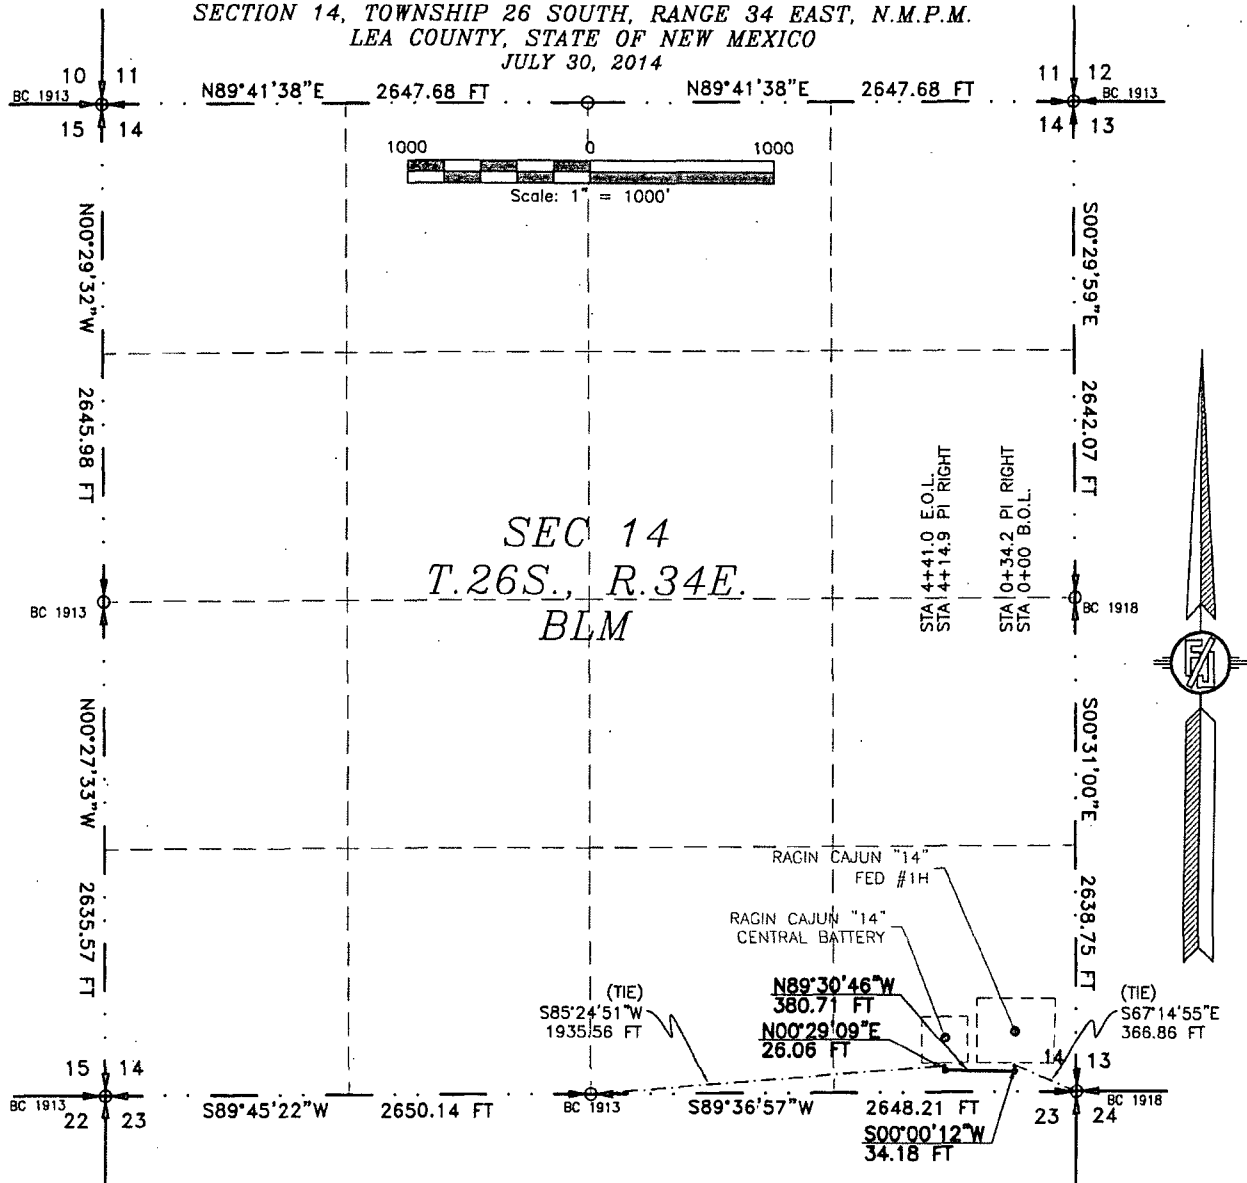 SECTION 14, TOWNSHIP 26 SOUTH, RANGE 34 EAST, N.M.P.M.
LEA COUNTY, STATE OF NEW MEXICO
JULY 30, 2014
10 11
BC 1913
15 14
N89°41'38"E 2647.68 FT
N89°41'38"E 2647.68 FT
11 12
BC 1913
14 13
1000 0 1000
Scale: 1" = 1000'
N00°29'32"W
2645.98 FT
S00°29'59"E
2642.07 FT
STA 4+41.0 E.O.L.
STA 4+14.9 PI RIGHT
STA 0+34.2 PI RIGHT
STA 0+00 B.O.L.
SEC 14
T.26S., R.34E.
BLM
BC 1913
BC 1918
N00°27'33"W
2635.57 FT
S00°31'00"E
2638.75 FT
RAGIN CAJUN "14"
FED #1H
RAGIN CAJUN "14"
CENTRAL BATTERY
N89°30'46"W
380.71 FT
N00°29'09"E
26.06 FT
(TIE)
S85°24'51"W
1935.56 FT
(TIE)
S67°14'55"E
366.86 FT
15 14
BC 1913
22 23
S89°45'22"W 2650.14 FT
BC 1913
S89°36'57"W 2648.21 FT
14 13
BC 1918
23 24
S00°00'12"W
34.18 FT